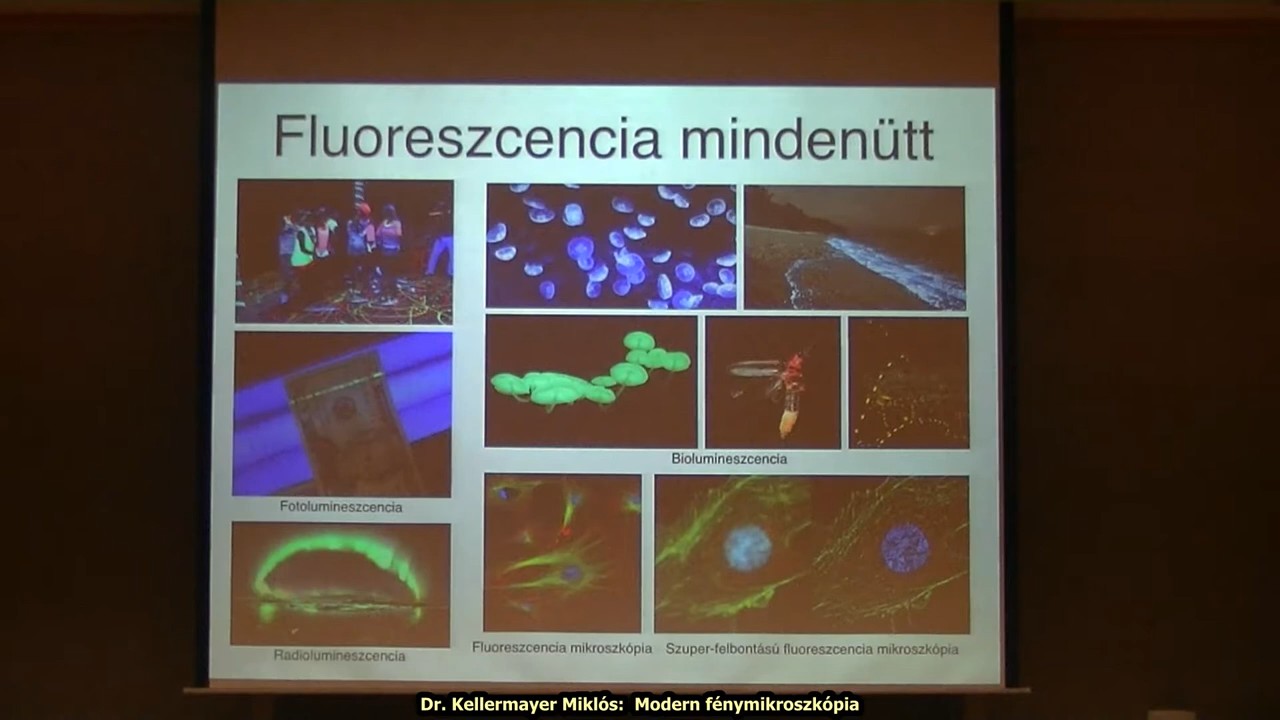 Fluoreszcencia mindenütt
Fotolumineszcencia
Biolumineszcencia
Radiolumineszcencia
Fluoreszcencia mikroszkópia
Szuper-felbontású fluoreszcencia mikroszkópia
Dr. Kellermayer Miklós: Modern fénymikroszkópia